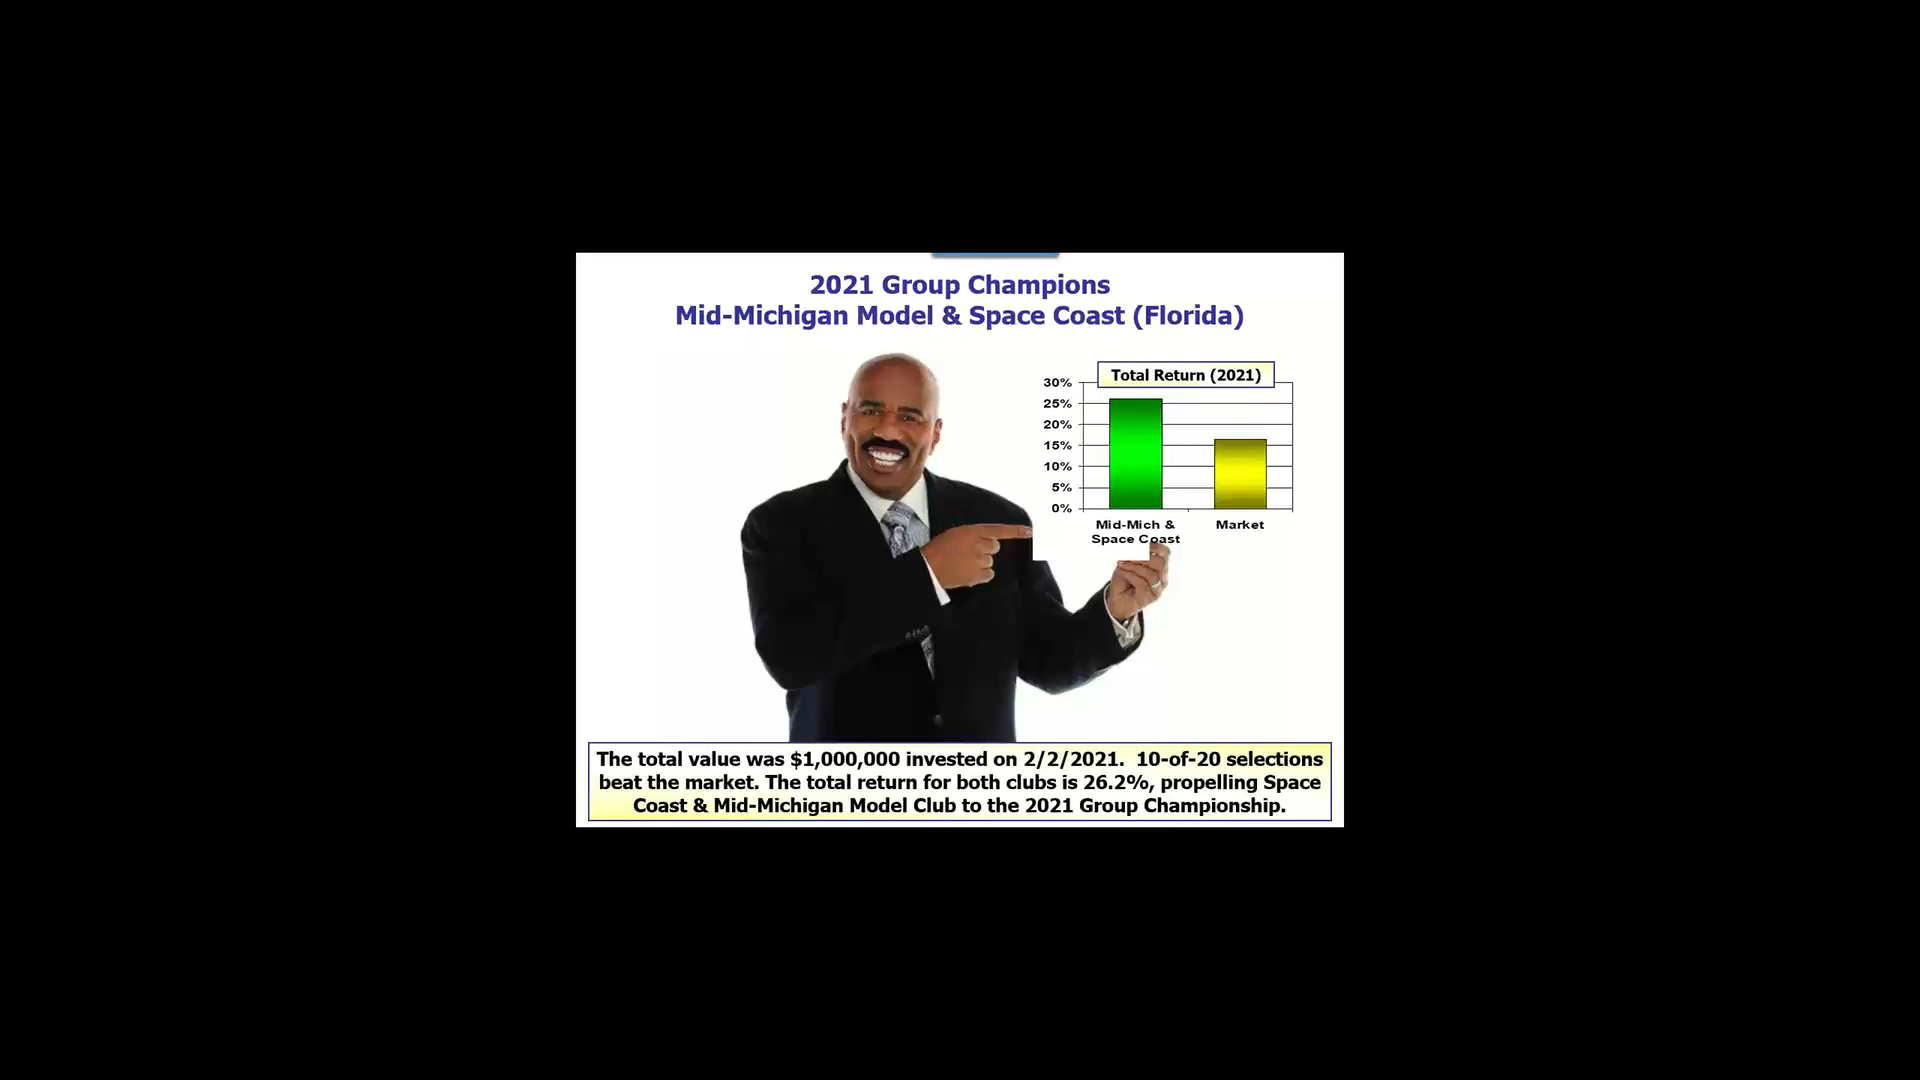 2021 Group Champions
Mid-Michigan Model & Space Coast (Florida)
Total Return (2021)
30%
25%
20%
15%
10%
5%
0%
Mid-Mich &
Space Coast
Market
The total value was $1,000,000 invested on 2/2/2021.  10-of-20 selections
beat the market. The total return for both clubs is 26.2%, propelling Space
Coast & Mid-Michigan Model Club to the 2021 Group Championship.